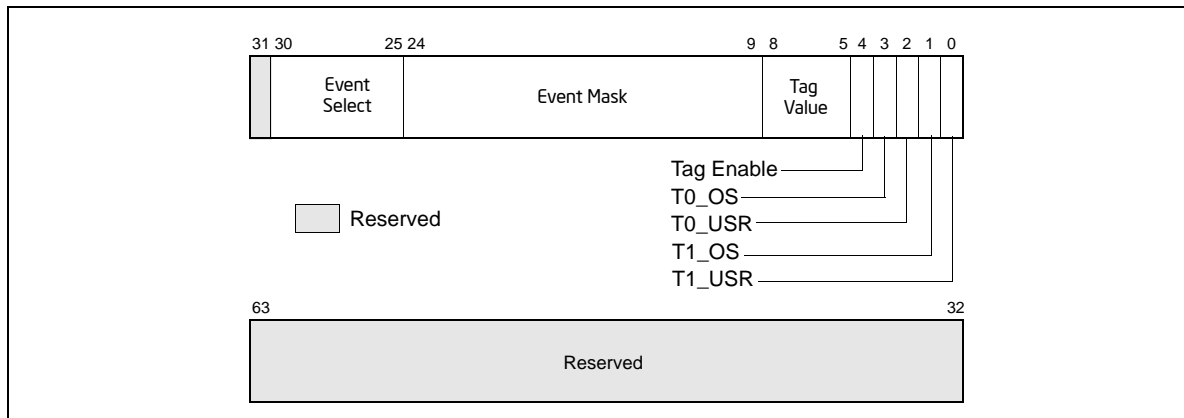 31 30 25 24 9 8 5 4 3 2 1 0
Event
Select
Event Mask
Tag
Value
Tag Enable
T0_OS
T0_USR
T1_OS
T1_USR
Reserved
63 32
Reserved